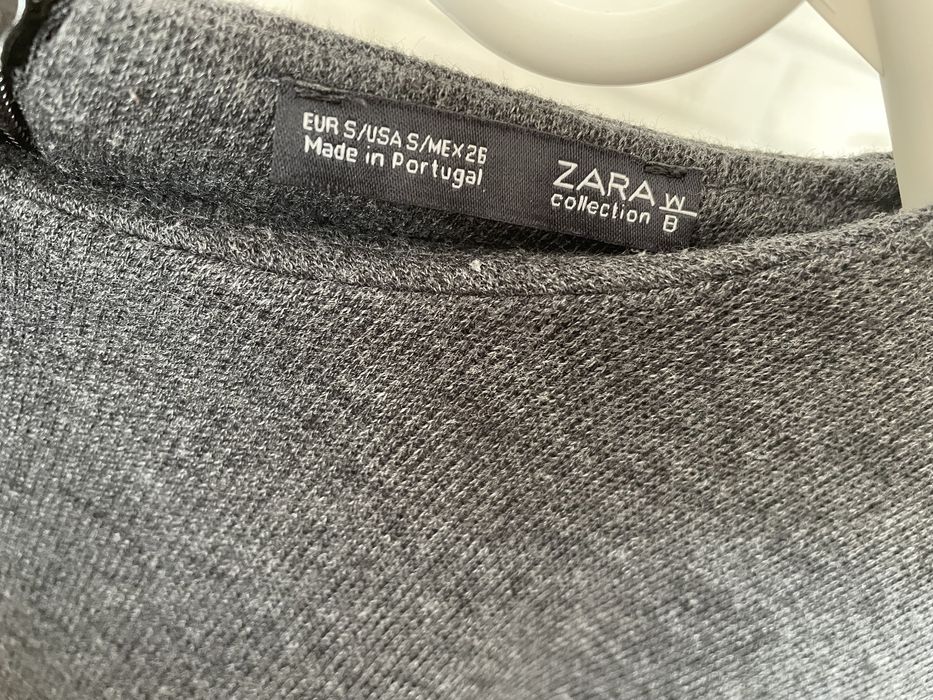 EUR S/USA S/MEX 26
Made in Portugal
ZARA W/B
collection